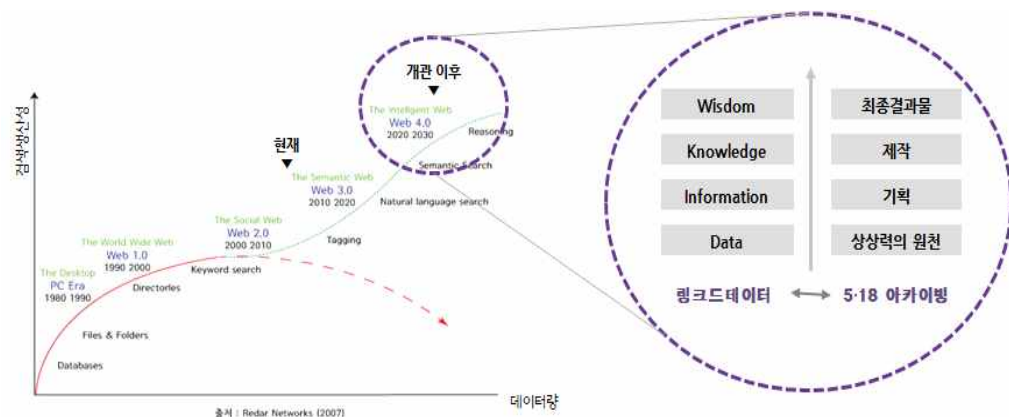 개관 이후
The Intelligent Web
Web 4.0
2020 2030
Reasoning
현재
Semantic Search
The Semantic Web
Web 3.0
2010 2020
Natural language search
The Social Web
Web 2.0
2000 2010
Tagging
The World Wide Web
Web 1.0
1990 2000
Keyword search
The Desktop
PC Era
1980 1990
Directories
Files & Folders
Databases
데이터량
출처 : Redar Networks (2007)
Wisdom 최종결과물
Knowledge 제작
Information 기획
Data 상상력의 원천
링크드데이터 5·18 아카이빙